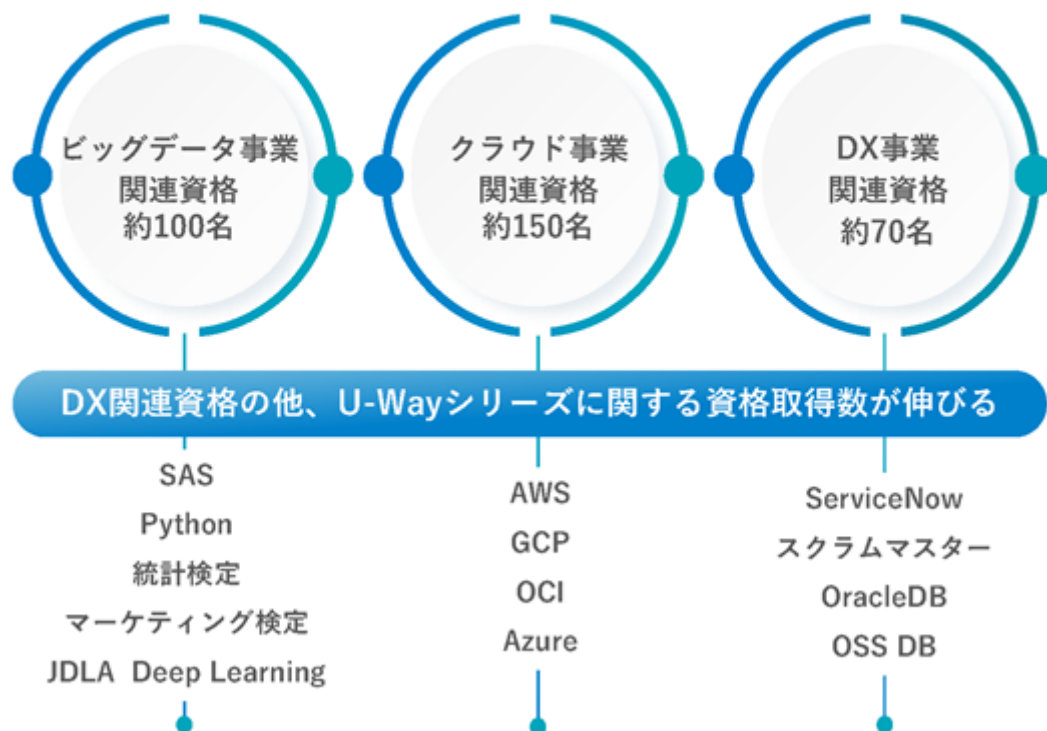 ビッグデータ事業
関連資格
約100名
クラウド事業
関連資格
約150名
DX事業
関連資格
約70名
DX関連資格の他、U-Wayシリーズに関する資格取得数が伸びる
SAS
Python
統計検定
マーケティング検定
JDLA Deep Learning
AWS
GCP
OCI
Azure
ServiceNow
スクラムマスター
OracleDB
OSS DB